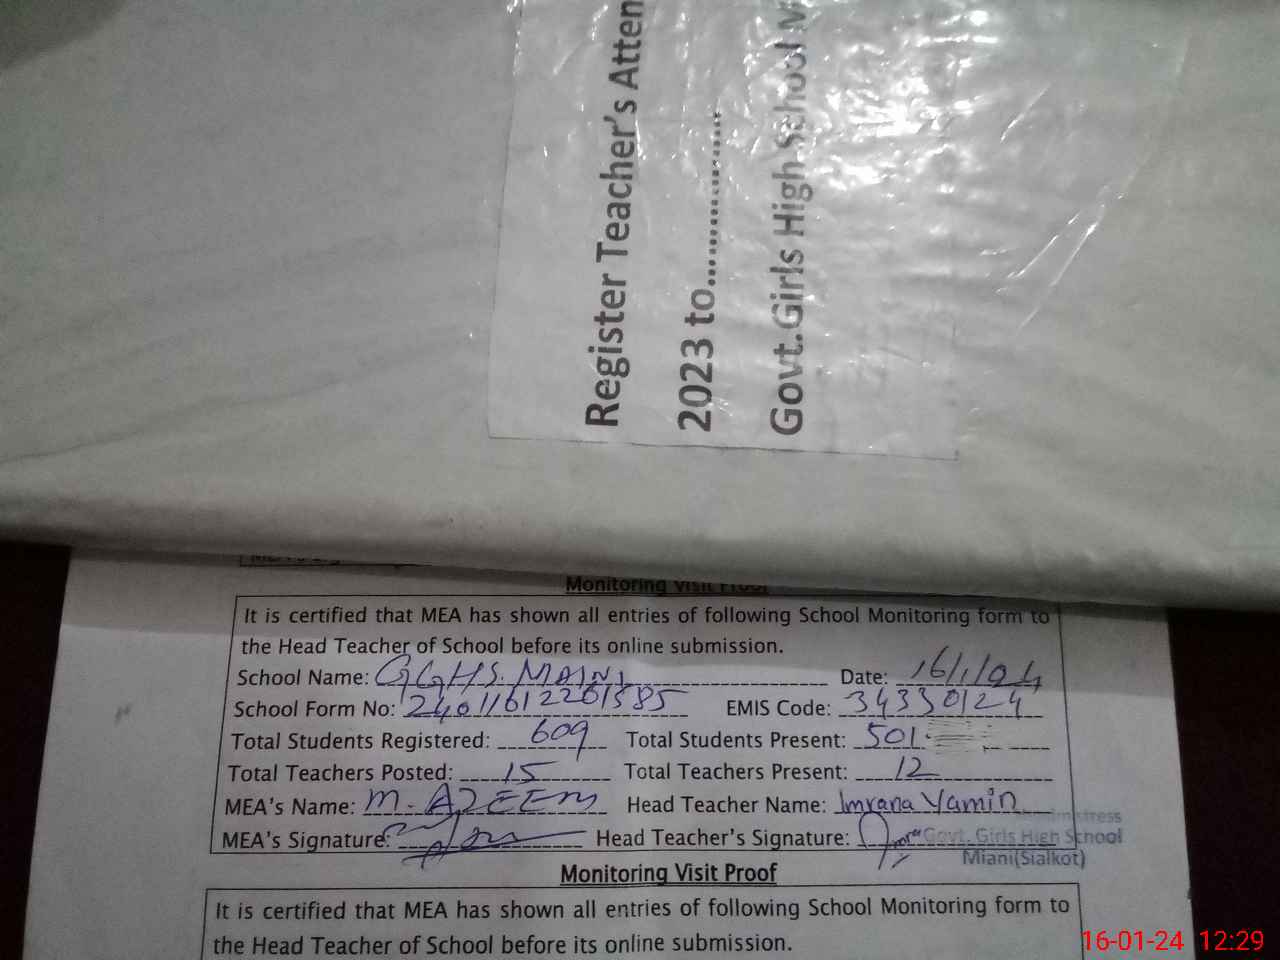 Register Teacher's Atten
2023 to...............
Govt.Girls High School M
Monitoring Visit Proof
It is certified that MEA has shown all entries of following School Monitoring form to
the Head Teacher of School before its online submission.
School Name: GGHS. MAINI Date: 16/1/24
School Form No: 24011612201585 EMIS Code: 34330124
Total Students Registered: 609 Total Students Present: 501
Total Teachers Posted: 15 Total Teachers Present: 12
MEA's Name: M. AZEEM Head Teacher Name: Imrana Yamin
MEA's Signature: Head Teacher's Signature:
Govt. Girls High School
Miani(Sialkot)
Monitoring Visit Proof
It is certified that MEA has shown all entries of following School Monitoring form to
the Head Teacher of School before its online submission.
16-01-24 12:29